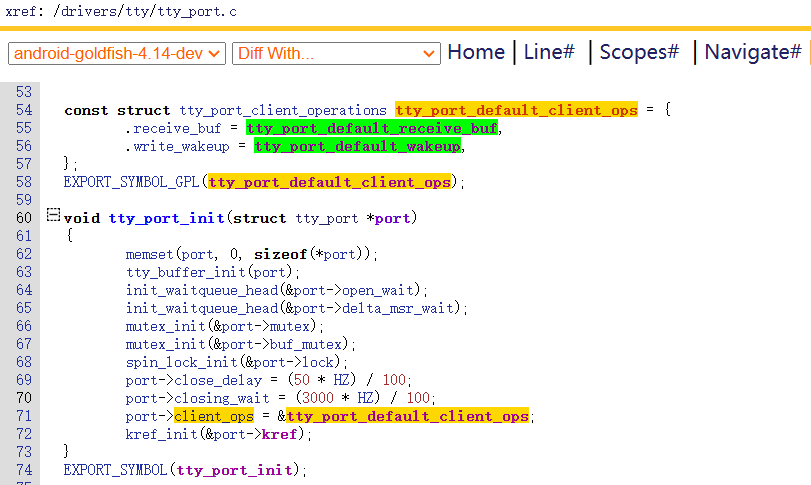 xref: /drivers/tty/tty_port.c
android-goldfish-4.14-dev Diff With... Home | Line# | Scopes# | Navigate#
53
54 const struct tty_port_client_operations tty_port_default_client_ops = {
55 .receive_buf = tty_port_default_receive_buf,
56 .write_wakeup = tty_port_default_wakeup,
57 };
58 EXPORT_SYMBOL_GPL(tty_port_default_client_ops);
59
60 void tty_port_init(struct tty_port *port)
61 {
62 memset(port, 0, sizeof(*port));
63 tty_buffer_init(port);
64 init_waitqueue_head(&port->open_wait);
65 init_waitqueue_head(&port->delta_msr_wait);
66 mutex_init(&port->mutex);
67 mutex_init(&port->buf_mutex);
68 spin_lock_init(&port->lock);
69 port->close_delay = (50 * HZ) / 100;
70 port->closing_wait = (3000 * HZ) / 100;
71 port->client_ops = &tty_port_default_client_ops;
72 kref_init(&port->kref);
73 }
74 EXPORT_SYMBOL(tty_port_init);